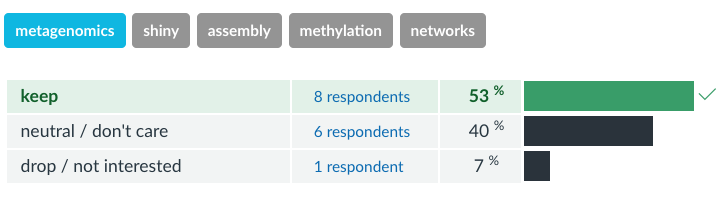 metagenomics shiny assembly methylation networks
keep 8 respondents 53 %
neutral / don't care 6 respondents 40 %
drop / not interested 1 respondent 7 %